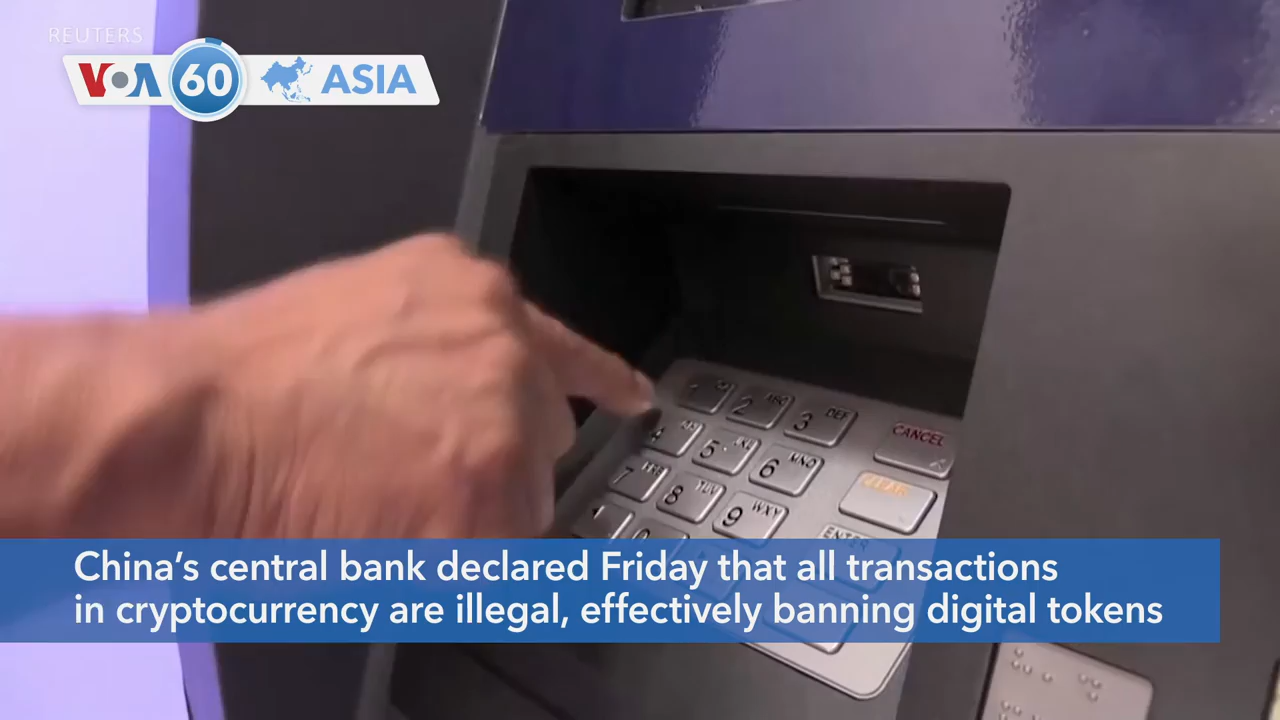 REUTERS
VOA 60 ASIA
1
2 ABC
3 DEF
CANCEL
4
5 JKL
6 MNO
CLEAR
7
8 TUV
9 WXY
ENTER
0
China’s central bank declared Friday that all transactions
in cryptocurrency are illegal, effectively banning digital tokens